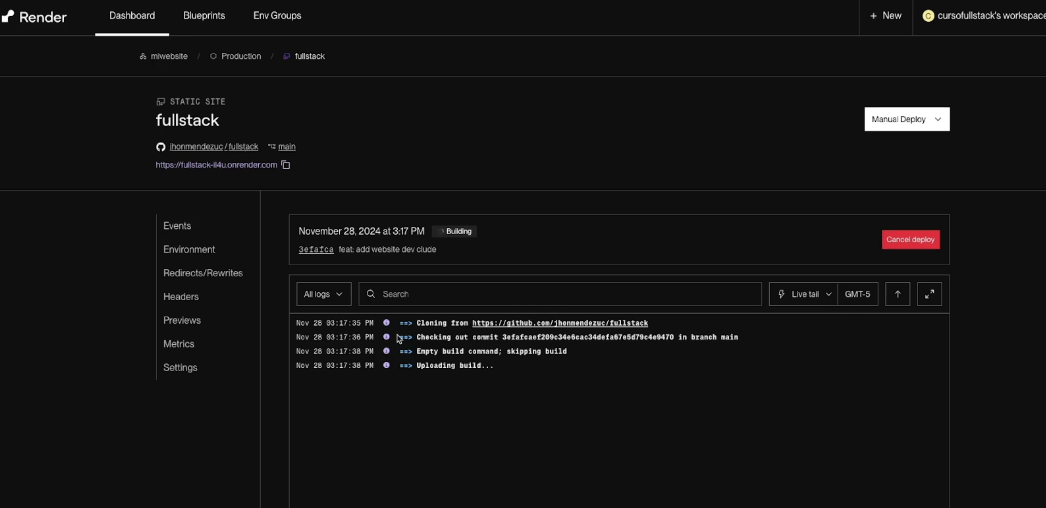 Render Dashboard Blueprints Env Groups + New C cursofullstack's workspace
miwebsite / Production / fullstack
STATIC SITE
fullstack
Manual Deploy
jhonmendezuc / fullstack main
https://fullstack-il4u.onrender.com
Events
Environment
Redirects/Rewrites
Headers
Previews
Metrics
Settings
November 28, 2024 at 3:17 PM Building
3efafca feat: add website dev clude
Cancel deploy
All logs Search Live tail GMT-5
Nov 28 03:17:35 PM ==> Cloning from https://github.com/jhonmendezuc/fullstack
Nov 28 03:17:36 PM ==> Checking out commit 3efafcaef209c34e6cac34defa67e5d79c4e9470 in branch main
Nov 28 03:17:38 PM ==> Empty build command; skipping build
Nov 28 03:17:38 PM ==> Uploading build...